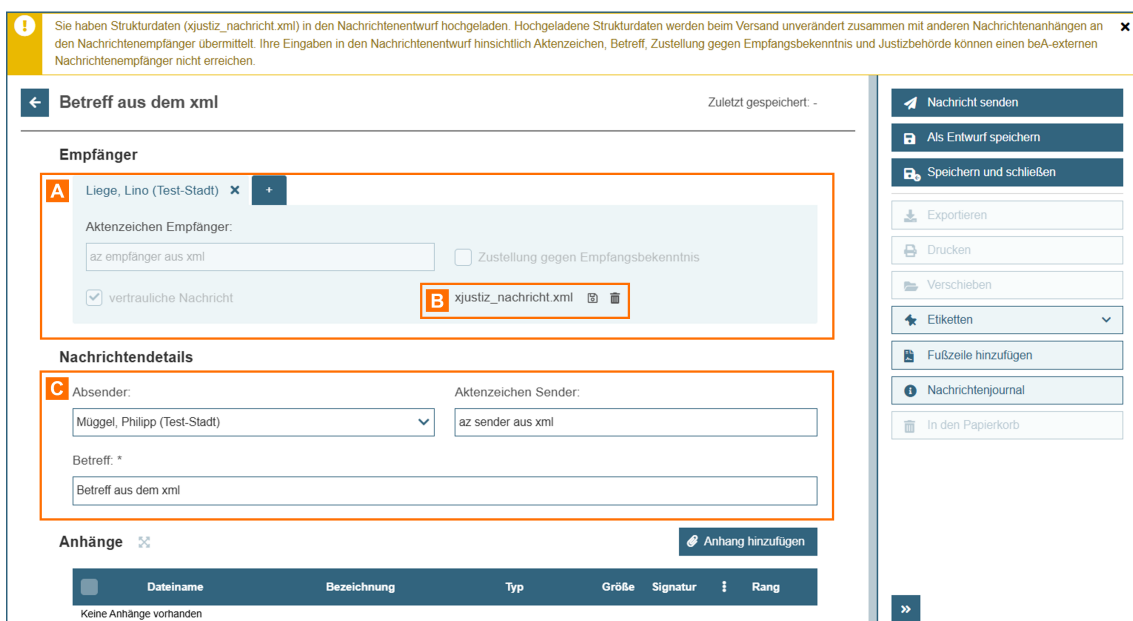 Sie haben Strukturdaten (xjustiz_nachricht.xml) in den Nachrichtenentwurf hochgeladen. Hochgeladene Strukturdaten werden beim Versand unverändert zusammen mit anderen Nachrichtenanhängen an
den Nachrichtenempfänger übermittelt. Ihre Eingaben in den Nachrichtenentwurf hinsichtlich Aktenzeichen, Betreff, Zustellung gegen Empfangsbekenntnis und Justizbehörde können einen beA-externen
Nachrichtenempfänger nicht erreichen.
Betreff aus dem xml
Zuletzt gespeichert: -
Empfänger
A
Liege, Lino (Test-Stadt)
+
Aktenzeichen Empfänger:
az empfänger aus xml
Zustellung gegen Empfangsbekenntnis
vertrauliche Nachricht
B
xjustiz_nachricht.xml
Nachrichtendetails
C
Absender:
Aktenzeichen Sender:
Müggel, Philipp (Test-Stadt)
az sender aus xml
Betreff: *
Betreff aus dem xml
Anhänge
Anhang hinzufügen
Dateiname Bezeichnung Typ Größe Signatur Rang
Keine Anhänge vorhanden
Nachricht senden
Als Entwurf speichern
Speichern und schließen
Exportieren
Drucken
Verschieben
Etiketten
Fußzeile hinzufügen
Nachrichtenjournal
In den Papierkorb